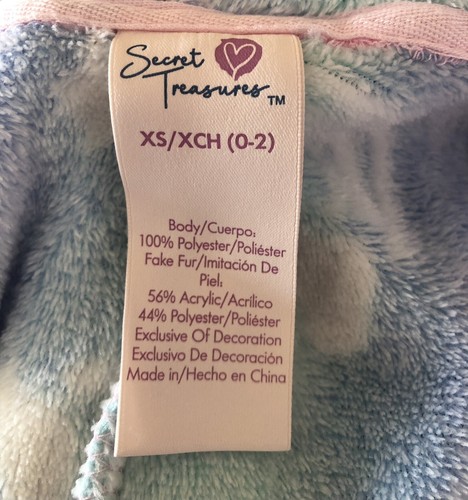 Secret
Treasures™
XS/XCH (0-2)
Body/Cuerpo:
100% Polyester/Poliéster
Fake Fur/Imitación De
Piel:
56% Acrylic/Acrílico
44% Polyester/Poliéster
Exclusive Of Decoration
Exclusivo De Decoración
Made in/Hecho en China